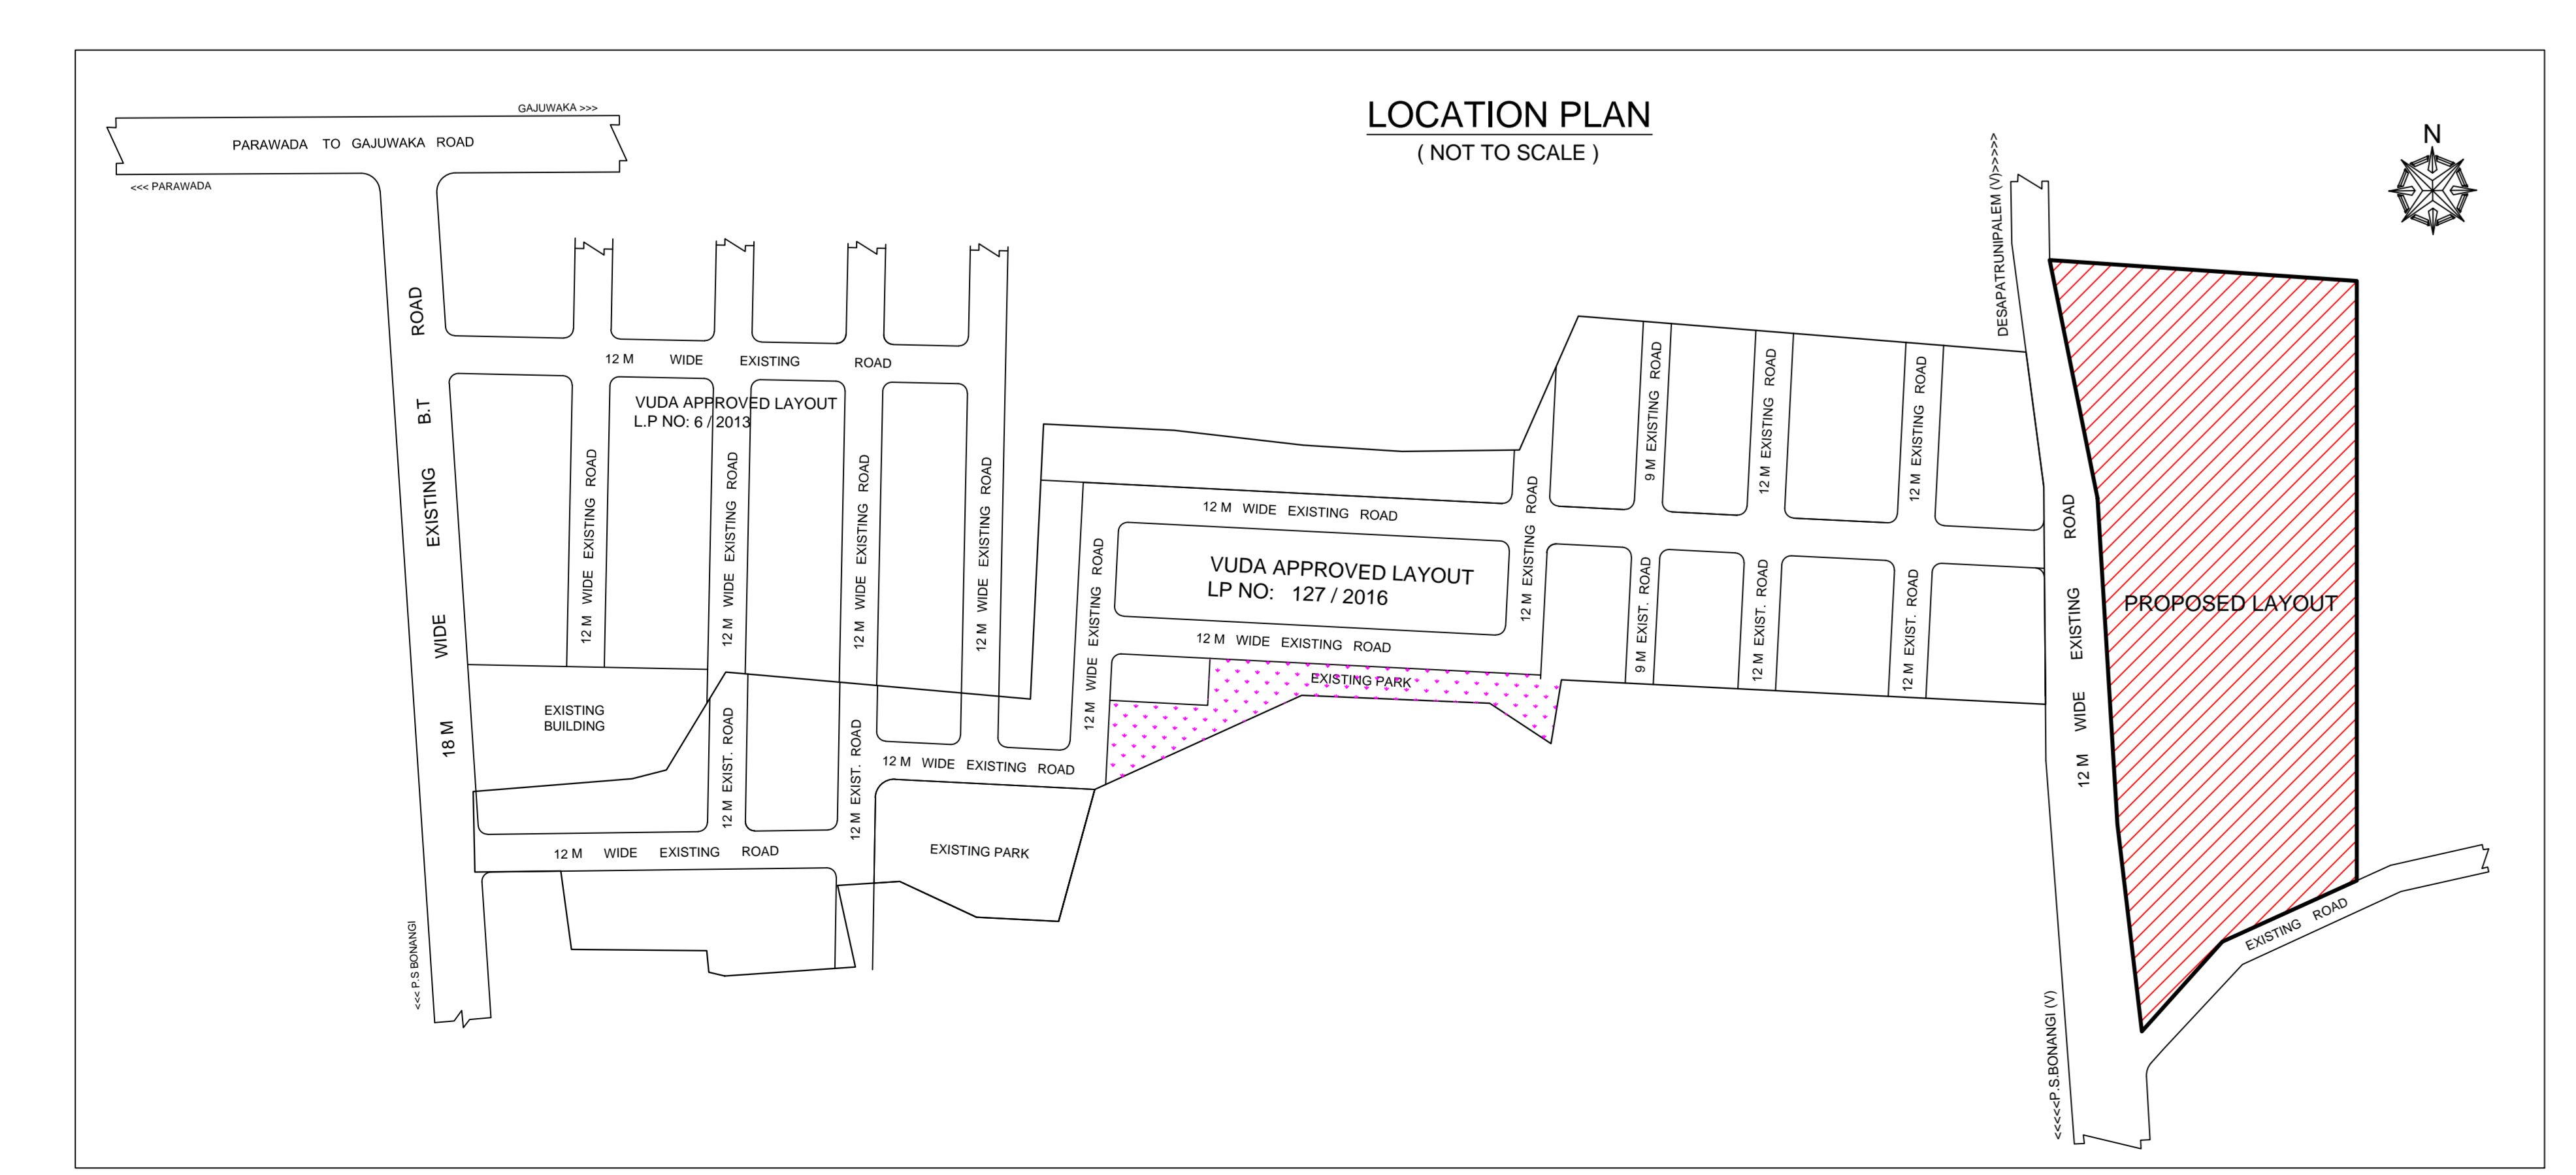 LOCATION PLAN
( NOT TO SCALE )
N
GAJUWAKA >>>
PARAWADA TO GAJUWAKA ROAD
<<< PARAWADA
18 M WIDE EXISTING B.T ROAD
<<< P.S BONANGI
12 M WIDE EXISTING ROAD
VUDA APPROVED LAYOUT
L.P NO: 6 / 2013
12 M WIDE EXISTING ROAD
12 M WIDE EXISTING ROAD
12 M WIDE EXISTING ROAD
12 M WIDE EXISTING ROAD
EXISTING
BUILDING
12 M EXIST. ROAD
12 M EXIST. ROAD
12 M WIDE EXISTING ROAD
12 M WIDE EXISTING ROAD
EXISTING PARK
12 M WIDE EXISTING ROAD
12 M WIDE EXISTING ROAD
VUDA APPROVED LAYOUT
LP NO: 127 / 2016
12 M WIDE EXISTING ROAD
EXISTING PARK
12 M EXISTING ROAD
9 M EXISTING ROAD
12 M EXISTING ROAD
12 M EXISTING ROAD
9 M EXIST. ROAD
12 M EXIST. ROAD
12 M EXIST. ROAD
DESAPATRUNIPALEM (V)>>>>>>
12 M WIDE EXISTING ROAD
<<<<<P.S.BONANGI (V)
PROPOSED LAYOUT
EXISTING ROAD